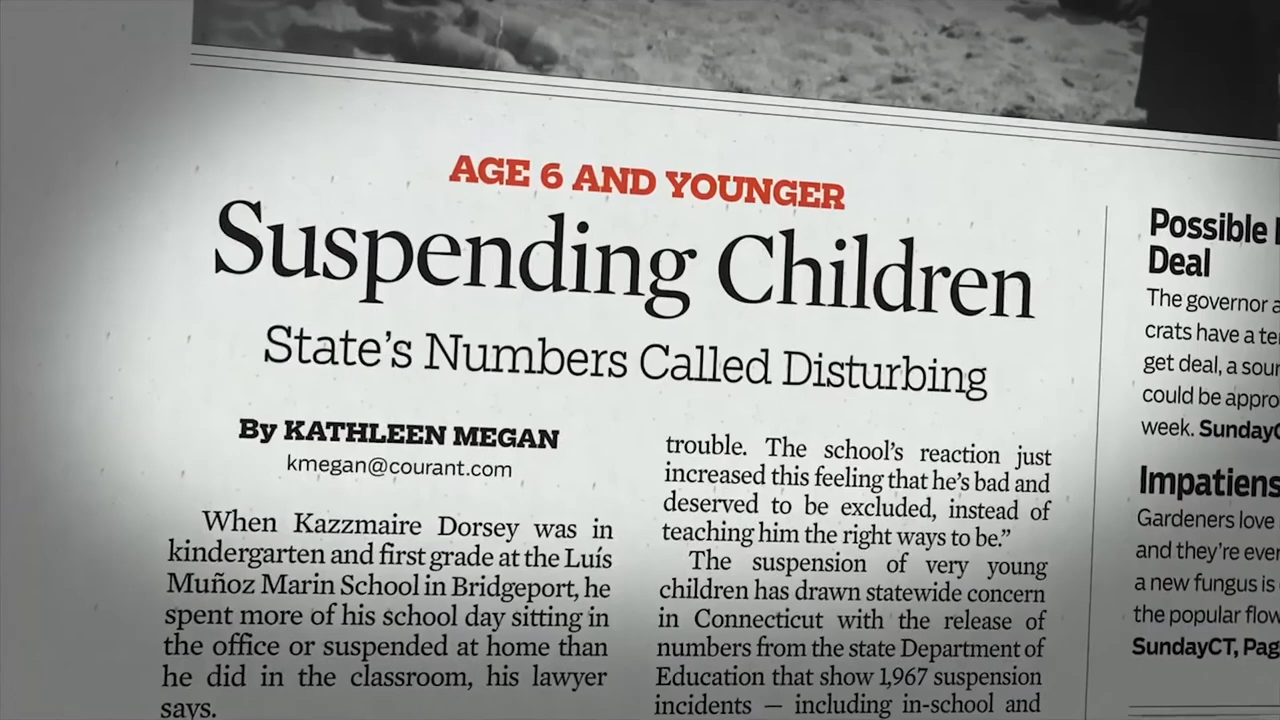 AGE 6 AND YOUNGER
Suspending Children
State's Numbers Called Disturbing
By KATHLEEN MEGAN
kmegan@courant.com
When Kazzmaire Dorsey was in
kindergarten and first grade at the Luís
Muñoz Marin School in Bridgeport, he
spent more of his school day sitting in
the office or suspended at home than
he did in the classroom, his lawyer
says.
trouble. The school's reaction just
increased this feeling that he's bad and
deserved to be excluded, instead of
teaching him the right ways to be."
The suspension of very young
children has drawn statewide concern
in Connecticut with the release of
numbers from the state Department of
Education that show 1,967 suspension
incidents — including in-school and
Possible
Deal
The governor
crats have a
get deal, a
could be
week.
Impatiens
Gardeners love
and they're
a new fungus is
the popular
SundayCT,